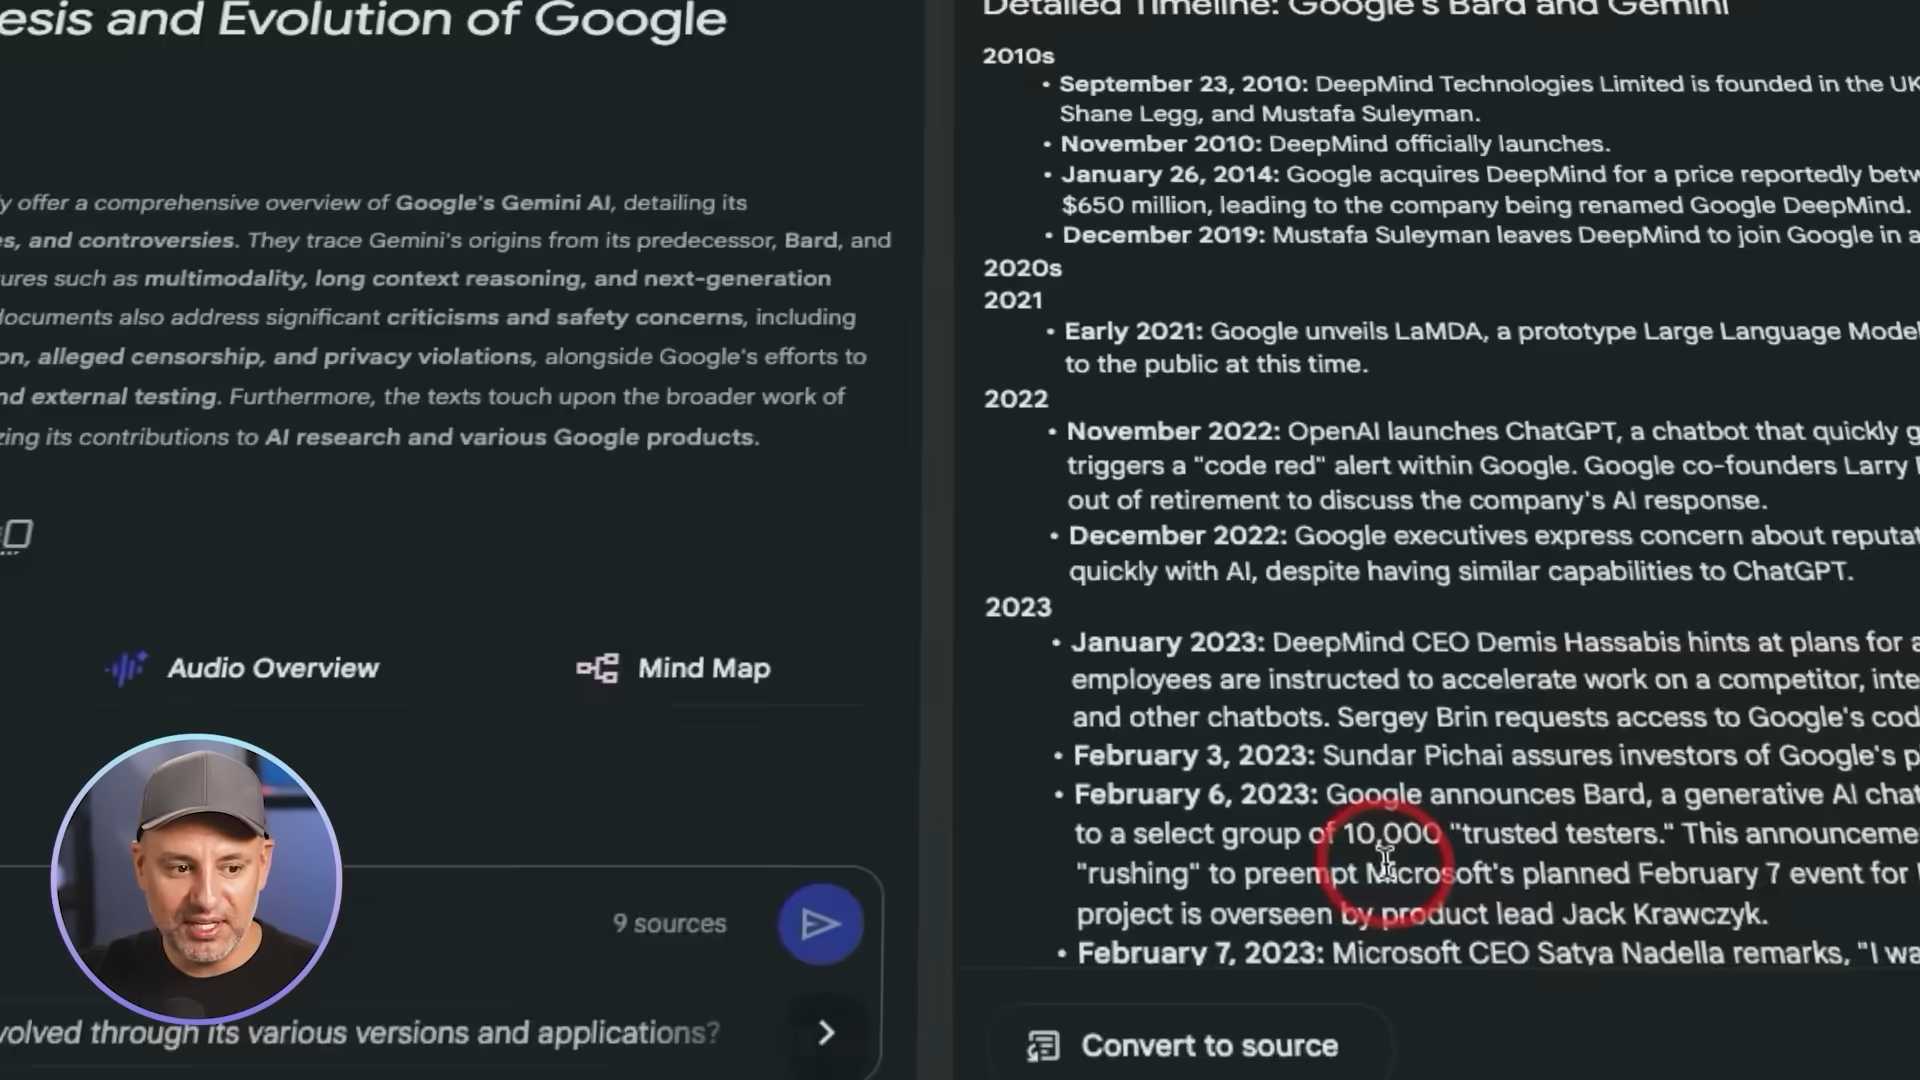 esis and Evolution of Google
y offer a comprehensive overview of Google's Gemini AI, detailing its
s, and controversies. They trace Gemini's origins from its predecessor, Bard, and
ures such as multimodality, long context reasoning, and next-generation
documents also address significant criticisms and safety concerns, including
on, alleged censorship, and privacy violations, alongside Google's efforts to
nd external testing. Furthermore, the texts touch upon the broader work of
zing its contributions to AI research and various Google products.
Audio Overview
Mind Map
9 sources
volved through its various versions and applications?
Detailed Timeline: Google's Bard and Gemini
2010s
• September 23, 2010: DeepMind Technologies Limited is founded in the UK
Shane Legg, and Mustafa Suleyman.
• November 2010: DeepMind officially launches.
• January 26, 2014: Google acquires DeepMind for a price reportedly betw
$650 million, leading to the company being renamed Google DeepMind.
• December 2019: Mustafa Suleyman leaves DeepMind to join Google in a
2020s
2021
• Early 2021: Google unveils LaMDA, a prototype Large Language Model
to the public at this time.
2022
• November 2022: OpenAI launches ChatGPT, a chatbot that quickly g
triggers a "code red" alert within Google. Google co-founders Larry
out of retirement to discuss the company's AI response.
• December 2022: Google executives express concern about reputat
quickly with AI, despite having similar capabilities to ChatGPT.
2023
• January 2023: DeepMind CEO Demis Hassabis hints at plans for a
employees are instructed to accelerate work on a competitor, inte
and other chatbots. Sergey Brin requests access to Google's cod
• February 3, 2023: Sundar Pichai assures investors of Google's p
• February 6, 2023: Google announces Bard, a generative AI chat
to a select group of 10,000 "trusted testers." This announceme
"rushing" to preempt Microsoft's planned February 7 event for
project is overseen by product lead Jack Krawczyk.
• February 7, 2023: Microsoft CEO Satya Nadella remarks, "I wa
Convert to source